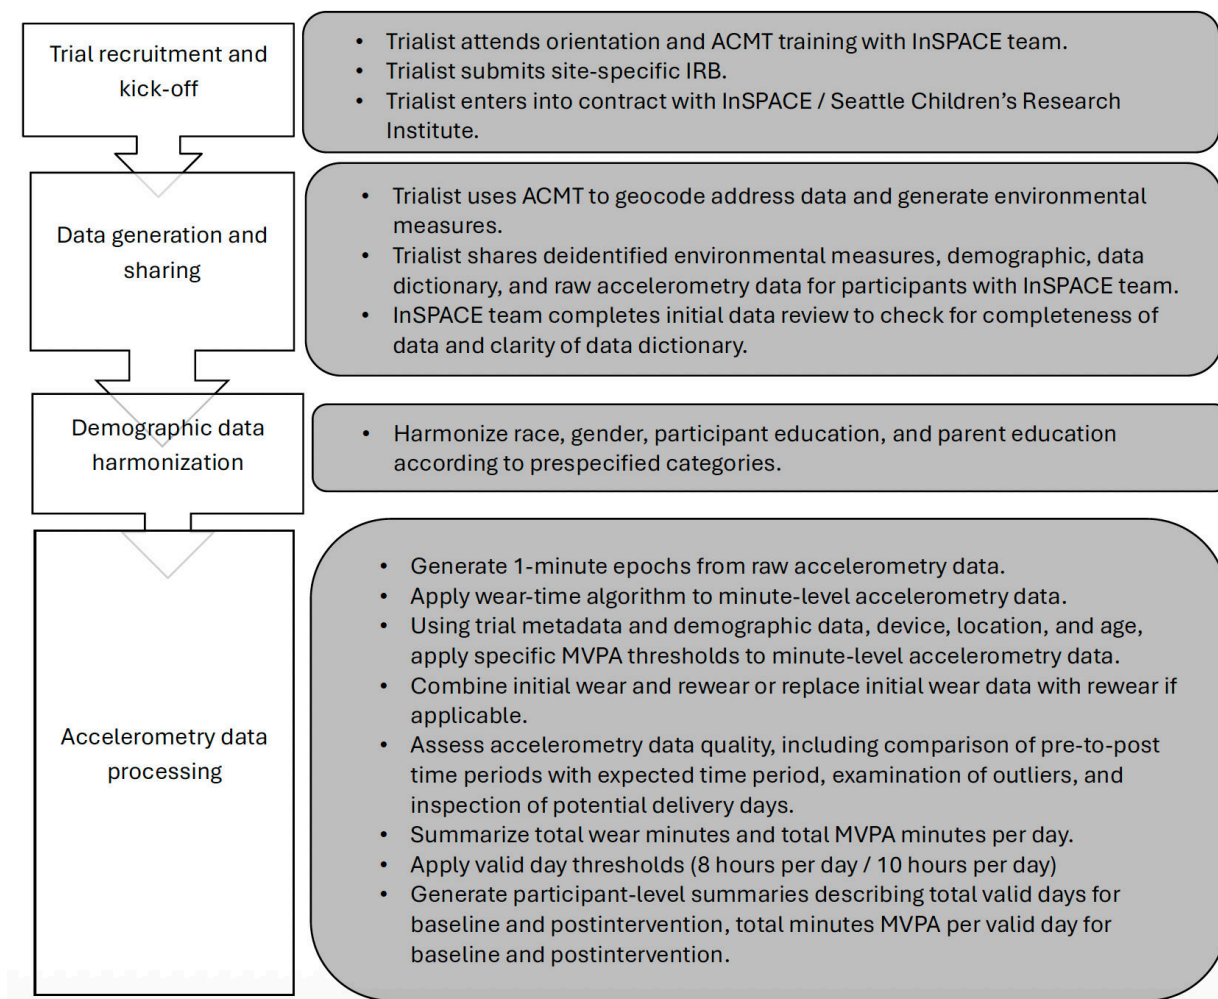 Trial recruitment and
kick-off
• Trialist attends orientation and ACMT training with InSPACE team.
• Trialist submits site-specific IRB.
• Trialist enters into contract with InSPACE / Seattle Children’s Research
Institute.
Data generation and
sharing
• Trialist uses ACMT to geocode address data and generate environmental
measures.
• Trialist shares deidentified environmental measures, demographic, data
dictionary, and raw accelerometry data for participants with InSPACE team.
• InSPACE team completes initial data review to check for completeness of
data and clarity of data dictionary.
Demographic data
harmonization
• Harmonize race, gender, participant education, and parent education
according to prespecified categories.
Accelerometry data
processing
• Generate 1-minute epochs from raw accelerometry data.
• Apply wear-time algorithm to minute-level accelerometry data.
• Using trial metadata and demographic data, device, location, and age,
apply specific MVPA thresholds to minute-level accelerometry data.
• Combine initial wear and rewear or replace initial wear data with rewear if
applicable.
• Assess accelerometry data quality, including comparison of pre-to-post
time periods with expected time period, examination of outliers, and
inspection of potential delivery days.
• Summarize total wear minutes and total MVPA minutes per day.
• Apply valid day thresholds (8 hours per day / 10 hours per day)
• Generate participant-level summaries describing total valid days for
baseline and postintervention, total minutes MVPA per valid day for
baseline and postintervention.